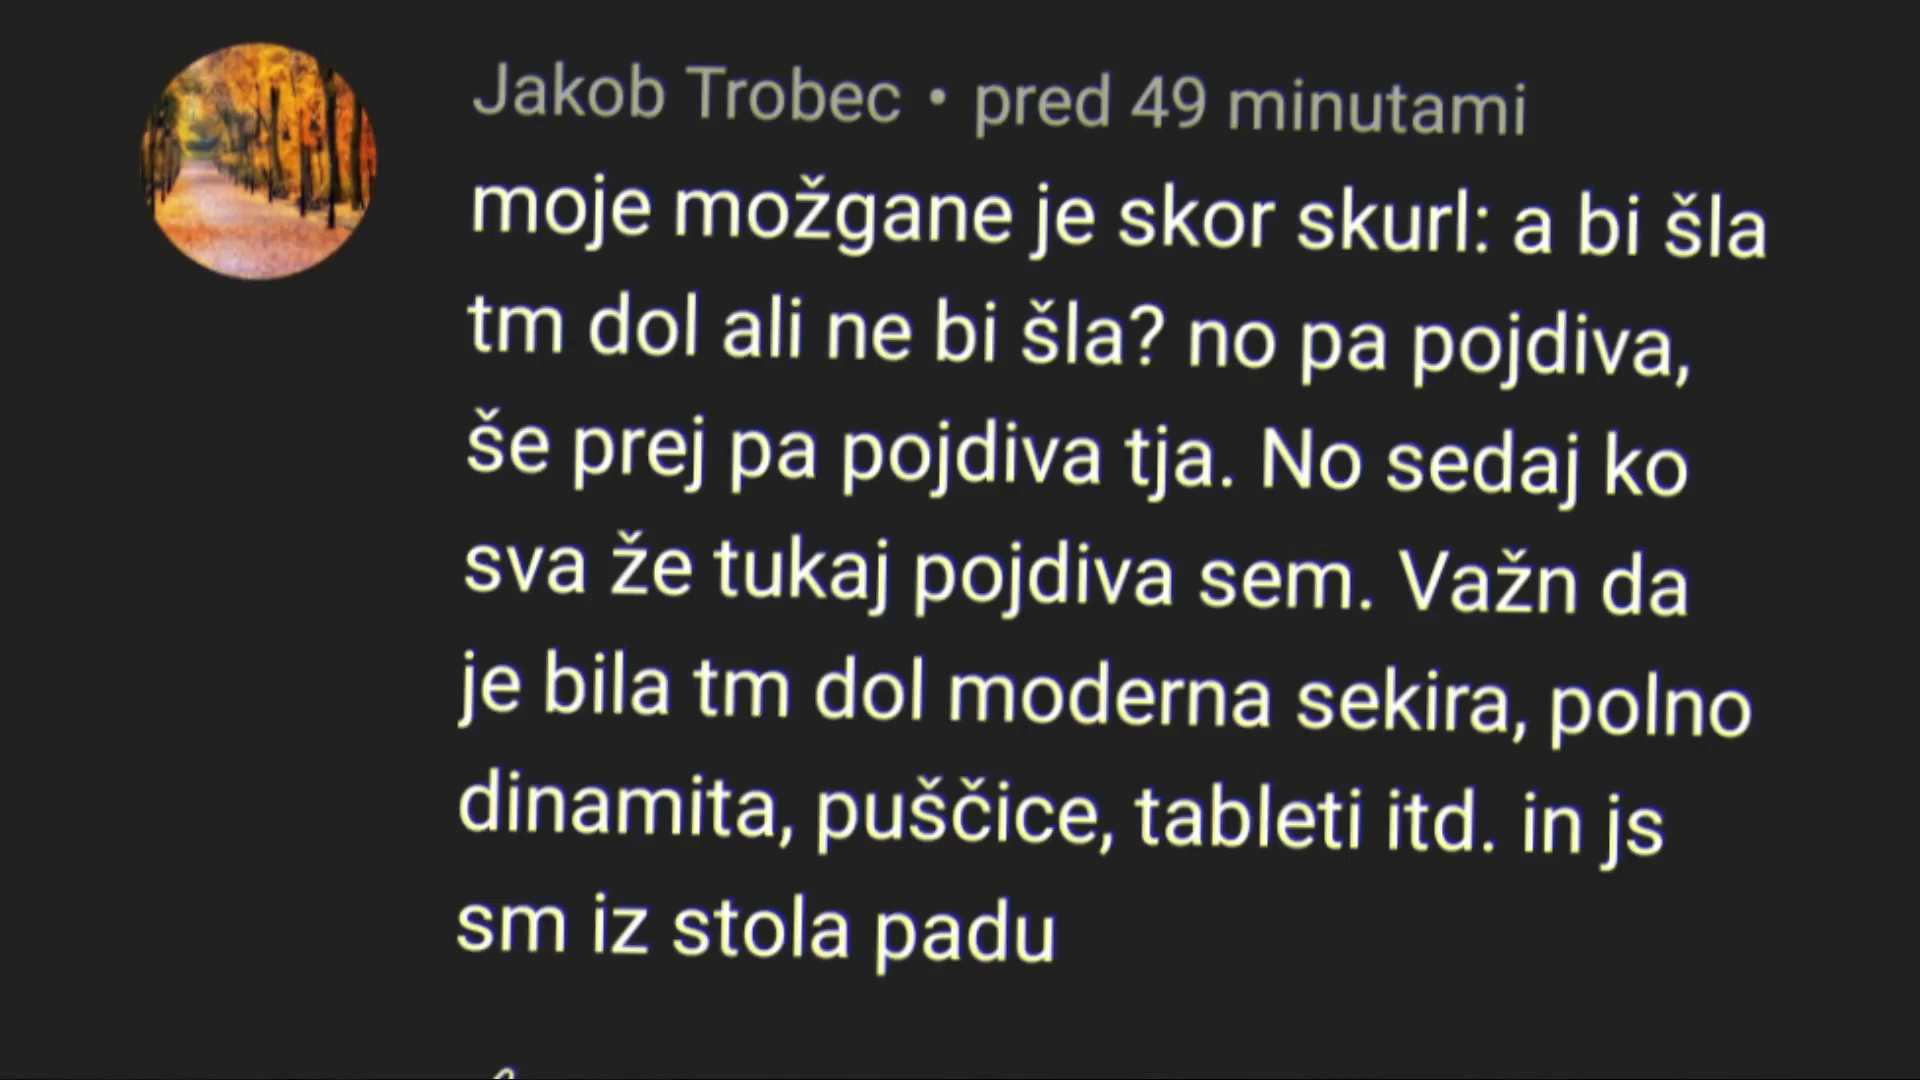 Jakob Trobec • pred 49 minutami
moje možgane je skor skurl: a bi šla
tm dol ali ne bi šla? no pa pojdiva,
še prej pa pojdiva tja. No sedaj ko
sva že tukaj pojdiva sem. Važn da
je bila tm dol moderna sekira, polno
dinamita, puščice, tableti itd. in js
sm iz stola padu